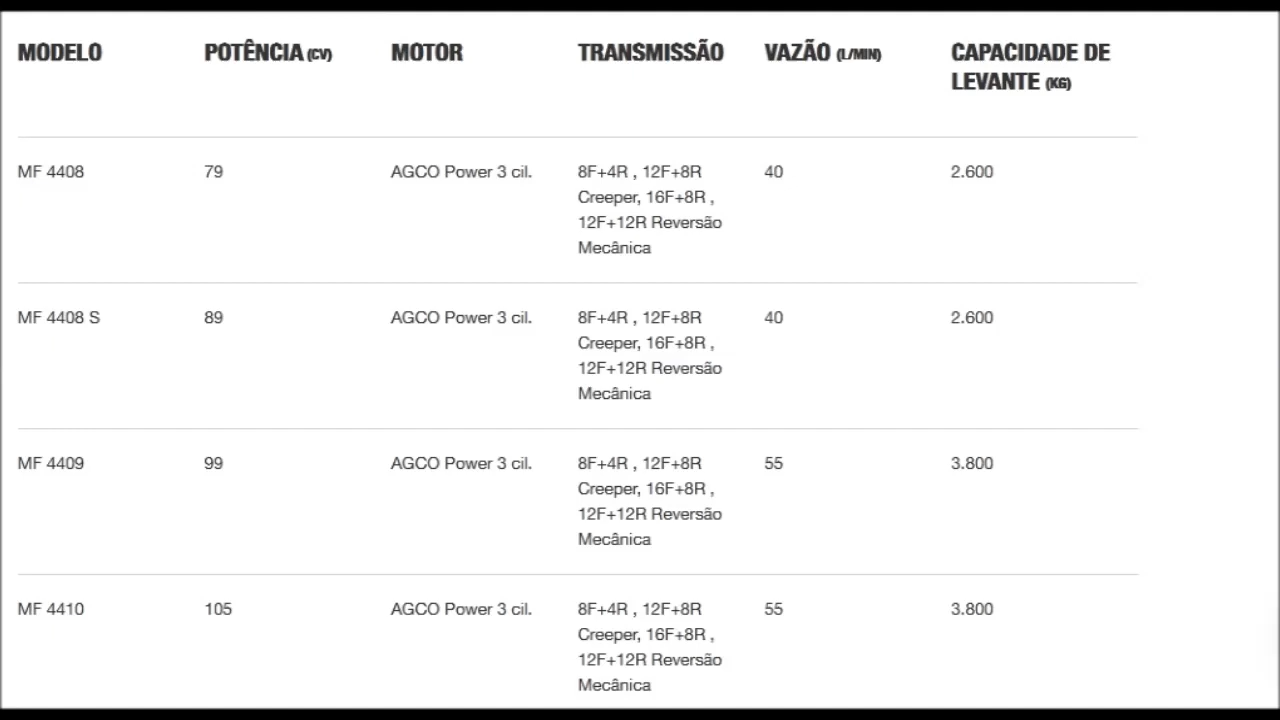 MODELO POTÊNCIA (CV) MOTOR TRANSMISSÃO VAZÃO (L/MIN) CAPACIDADE DE
LEVANTE (KG)
MF 4408 79 AGCO Power 3 cil. 8F+4R , 12F+8R 40 2.600
Creeper, 16F+8R ,
12F+12R Reversão
Mecânica
MF 4408 S 89 AGCO Power 3 cil. 8F+4R , 12F+8R 40 2.600
Creeper, 16F+8R ,
12F+12R Reversão
Mecânica
MF 4409 99 AGCO Power 3 cil. 8F+4R , 12F+8R 55 3.800
Creeper, 16F+8R ,
12F+12R Reversão
Mecânica
MF 4410 105 AGCO Power 3 cil. 8F+4R , 12F+8R 55 3.800
Creeper, 16F+8R ,
12F+12R Reversão
Mecânica